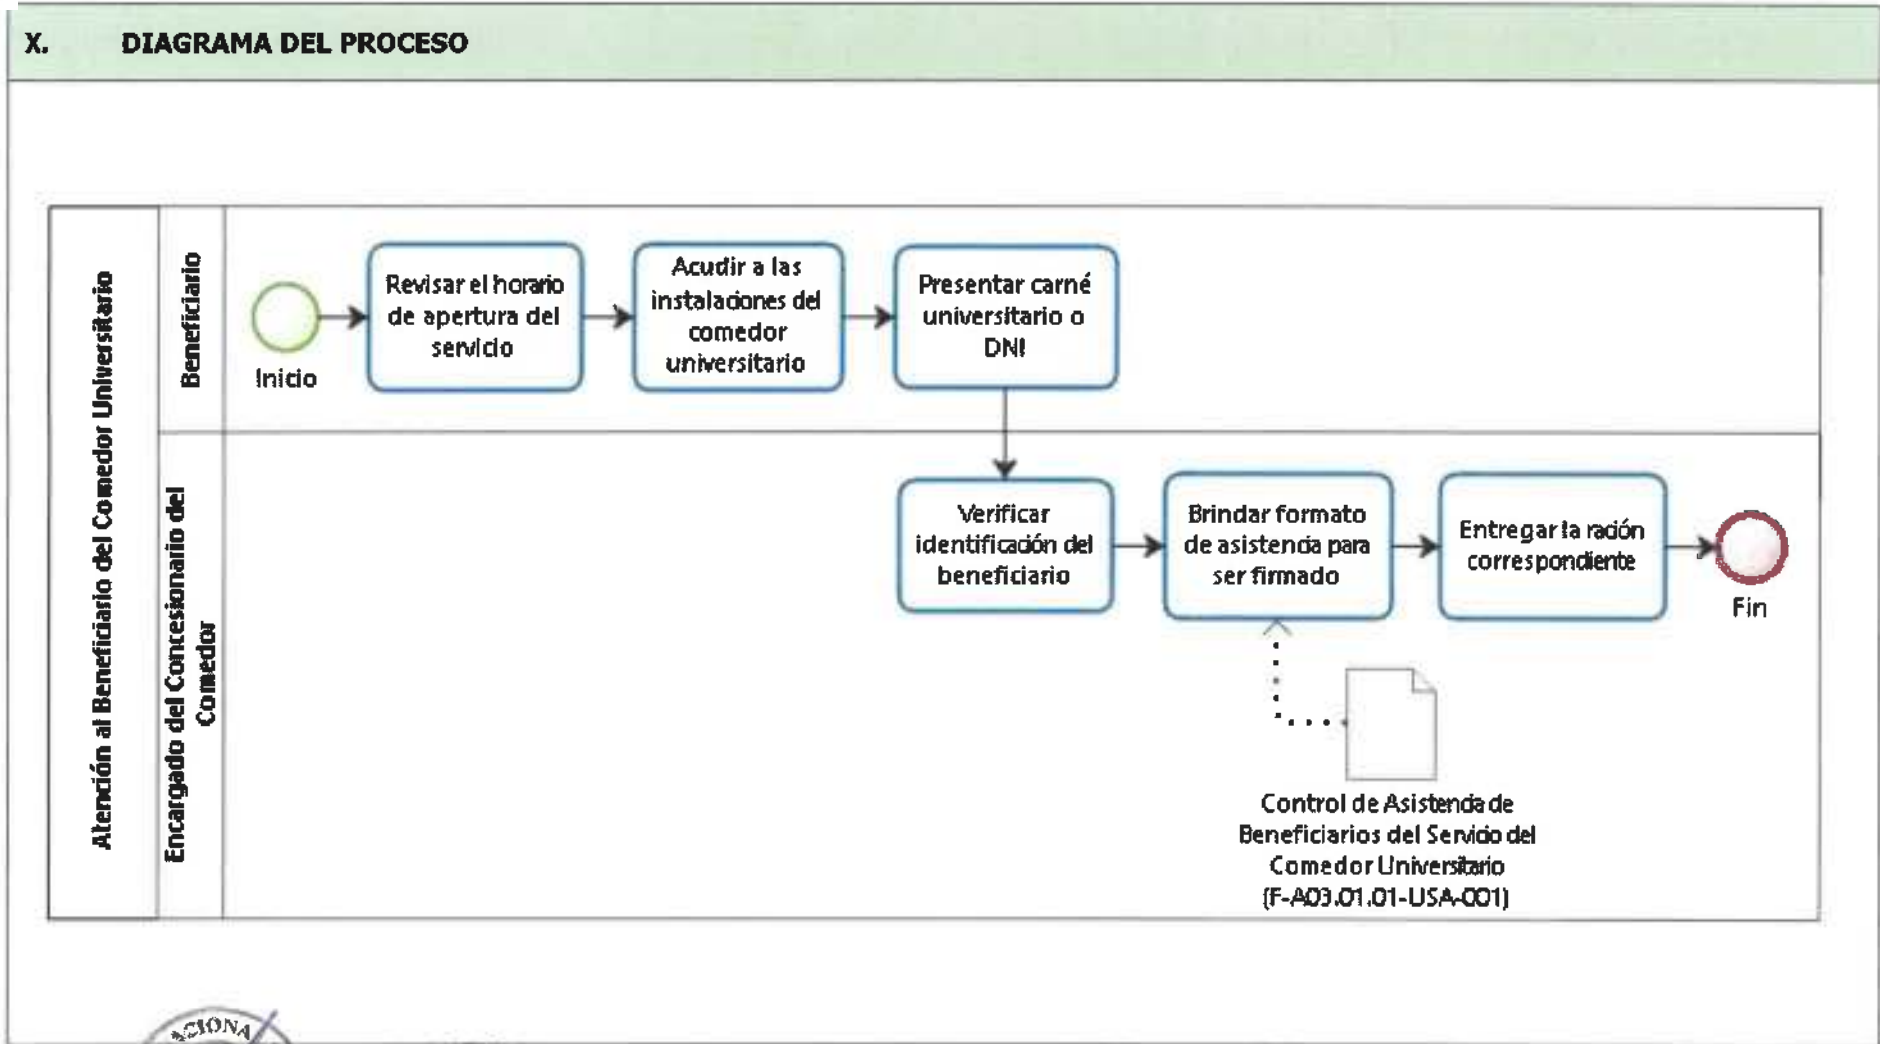 X. DIAGRAMA DEL PROCESO
Atención al Beneficiario del Comedor Universitario
Beneficiario
Inicio
Revisar el horario
de apertura del
servicio
Acudir a las
instalaciones del
comedor
universitario
Presentar carné
universitario o
DNI
Encargado del Concesionario del
Comedor
Verificar
identificación del
beneficiario
Brindar formato
de asistencia para
ser firmado
Entregar la ración
correspondiente
Fin
Control de Asistencia de
Beneficiarios del Servicio del
Comedor Universitario
(F-A03.01.01-USA-001)